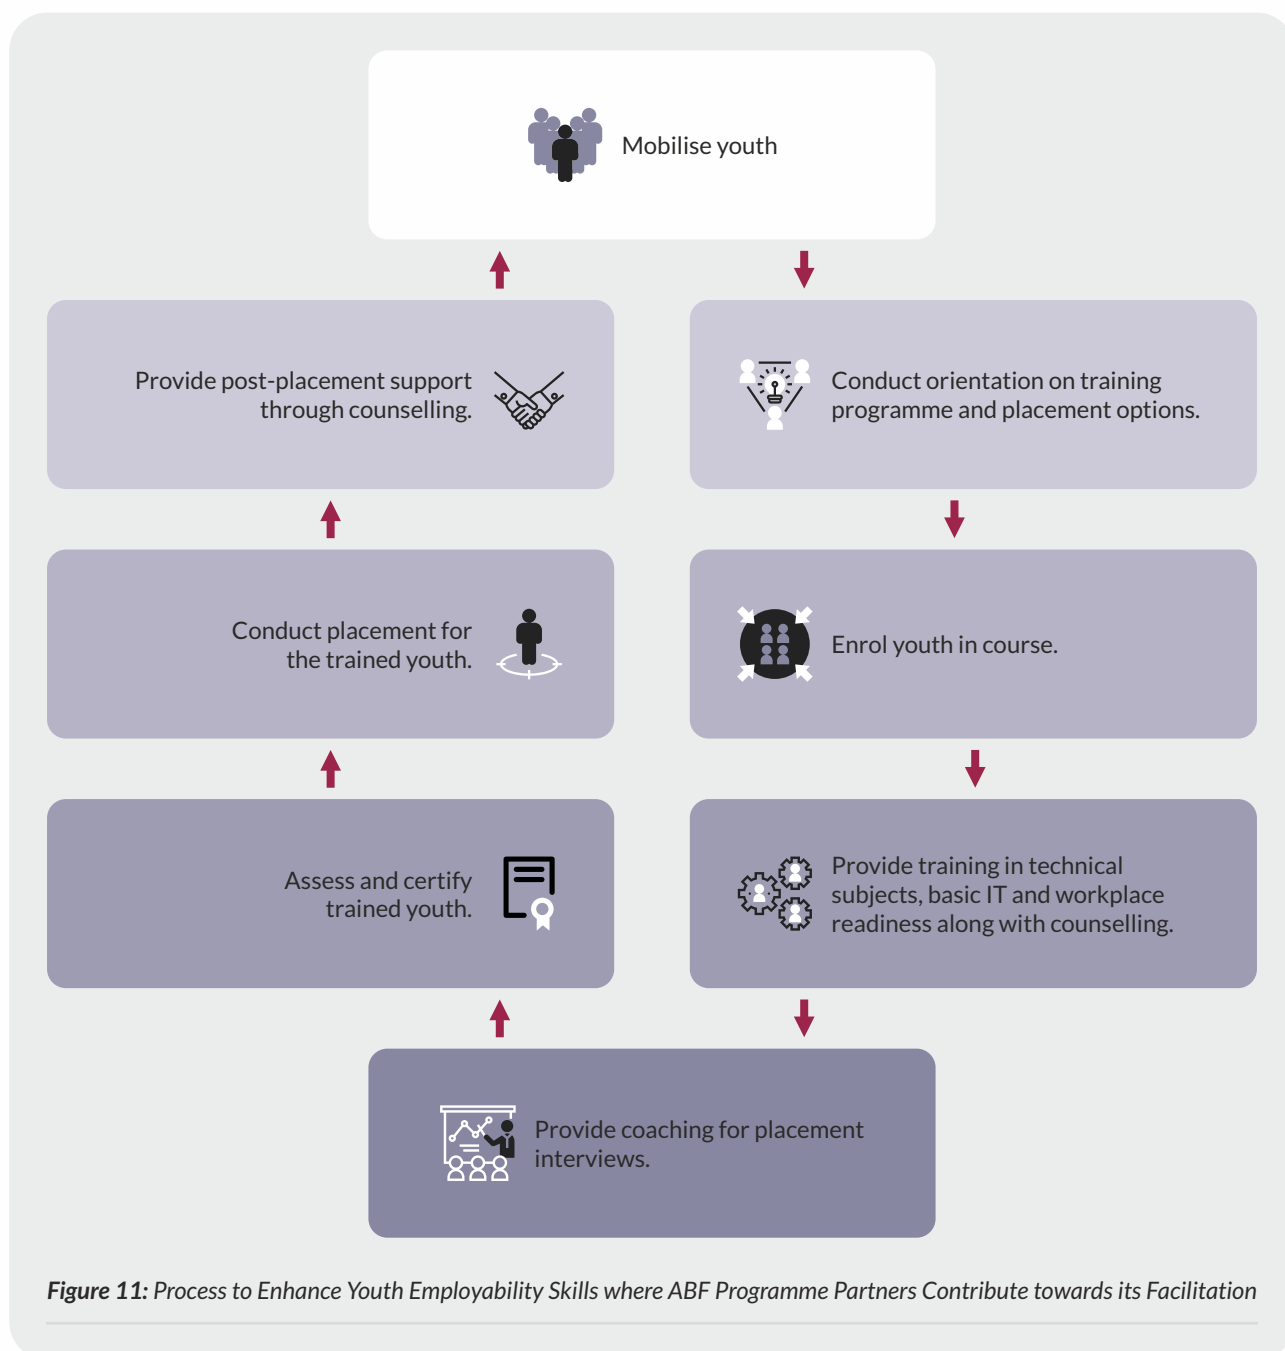 Mobilise youth
Provide post-placement support
through counselling.
Conduct orientation on training
programme and placement options.
Conduct placement for
the trained youth.
Enrol youth in course.
Assess and certify
trained youth.
Provide training in technical
subjects, basic IT and workplace
readiness along with counselling.
Provide coaching for placement
interviews.
Figure 11: Process to Enhance Youth Employability Skills where ABF Programme Partners Contribute towards its Facilitation